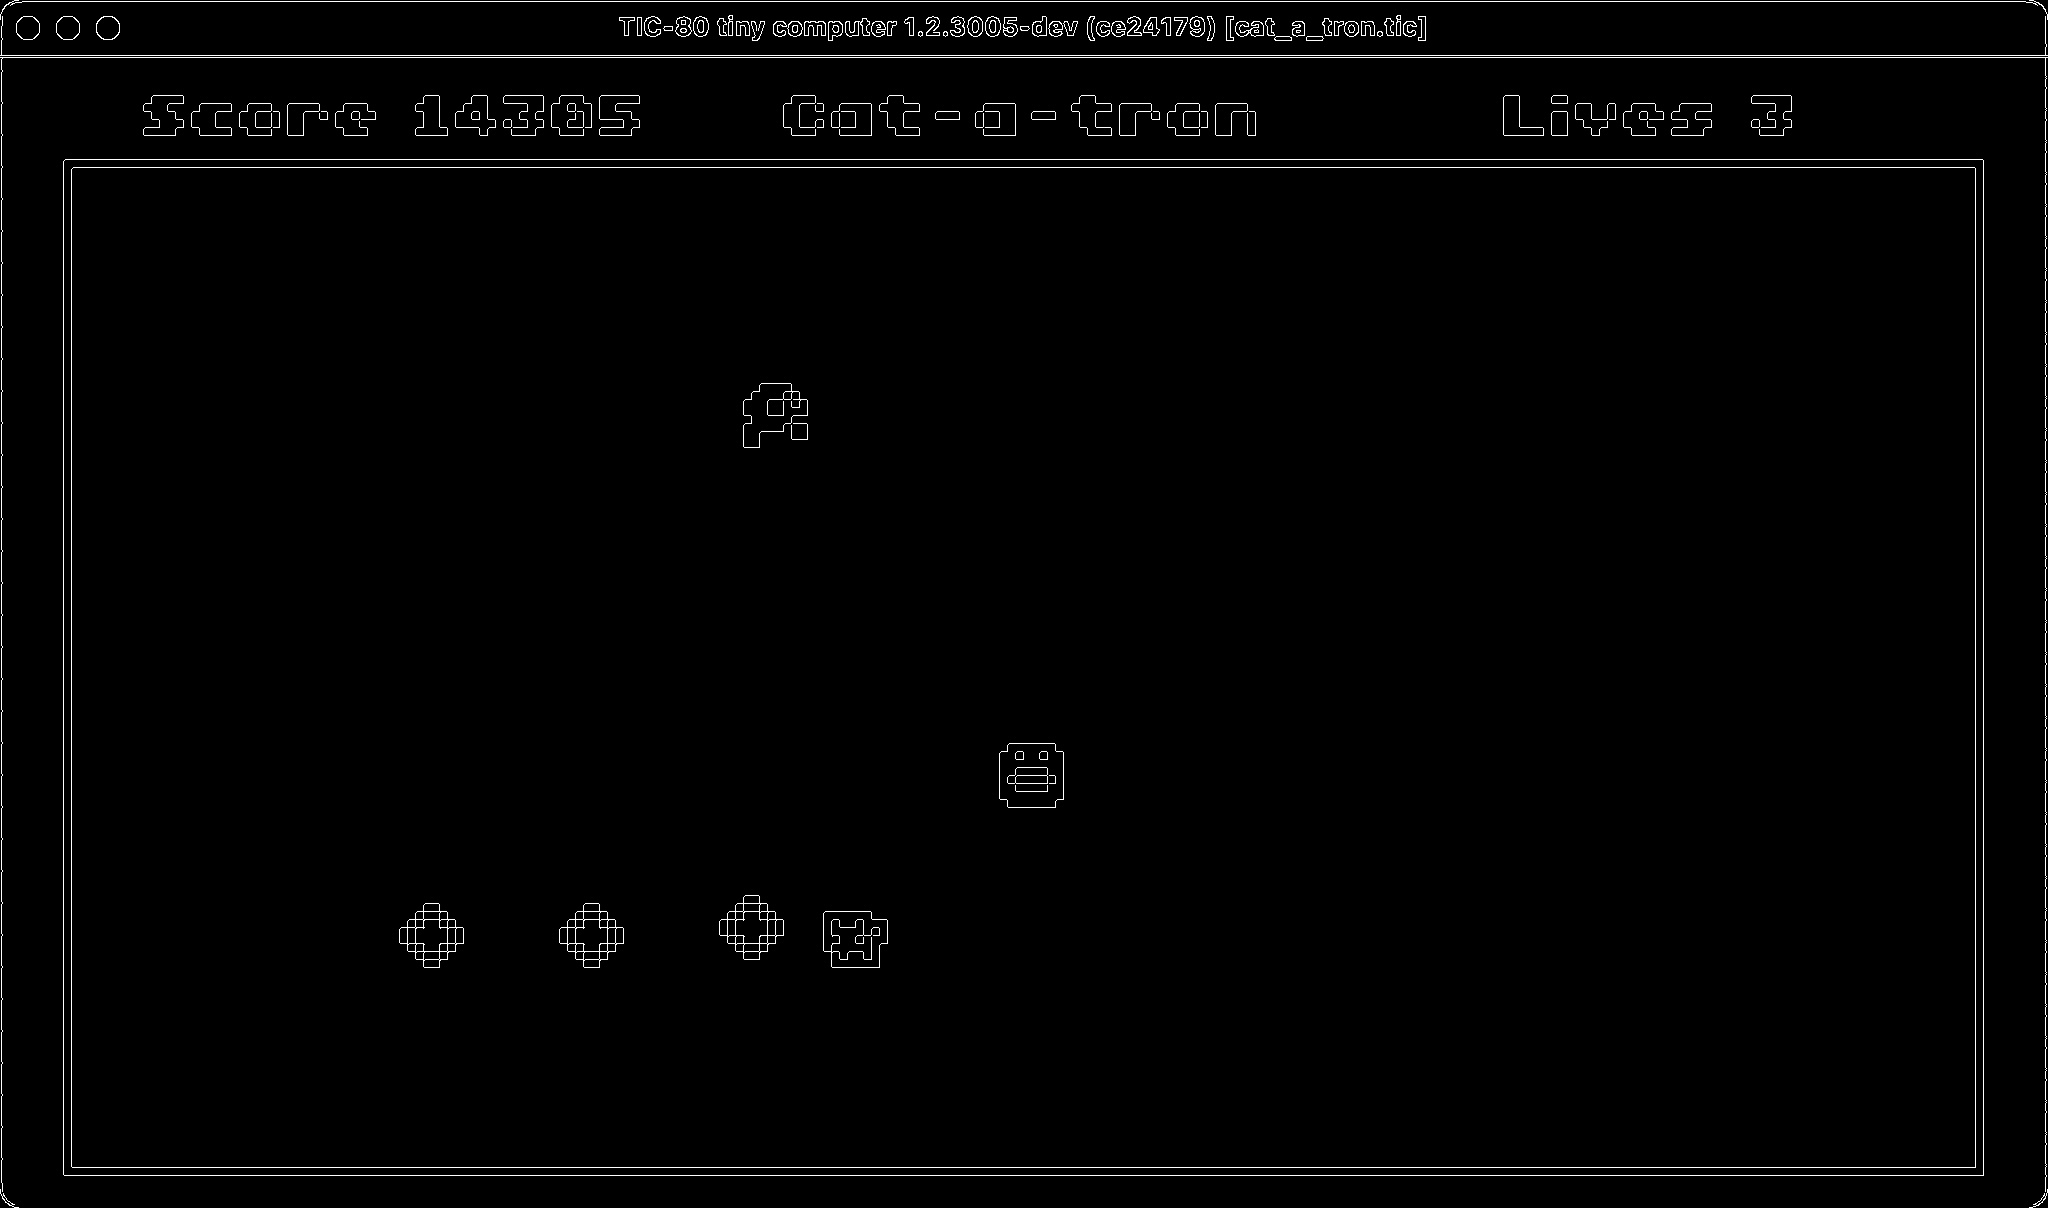 TIC-80 tiny computer 1.2.3005-dev (ce24179) [cat_a_tron.tic]
Score 14305 Cat-a-tron Lives 3